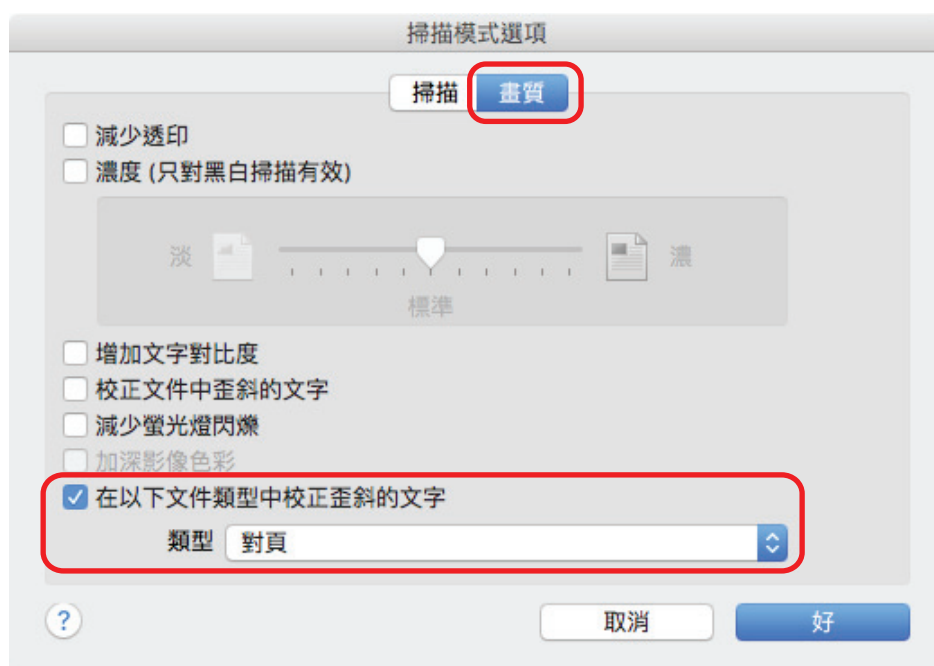 掃描模式選項
掃描 畫質
減少透印
濃度 (只對黑白掃描有效)
淡 濃
標準
增加文字對比度
校正文件中歪斜的文字
減少螢光燈閃爍
加深影像色彩
在以下文件類型中校正歪斜的文字
類型 對頁
? 取消 好